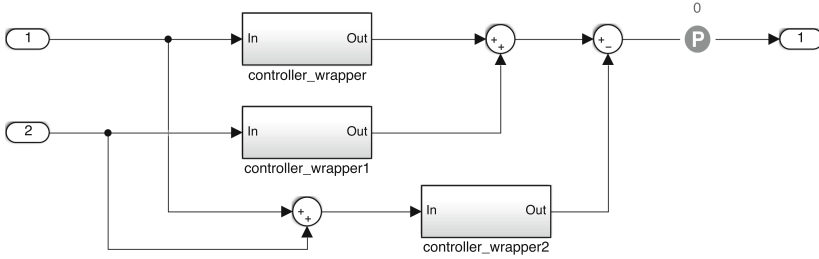 0
1
In
Out
+
+
+
−
P
1
controller_wrapper
2
In
Out
controller_wrapper1
+
+
In
Out
controller_wrapper2